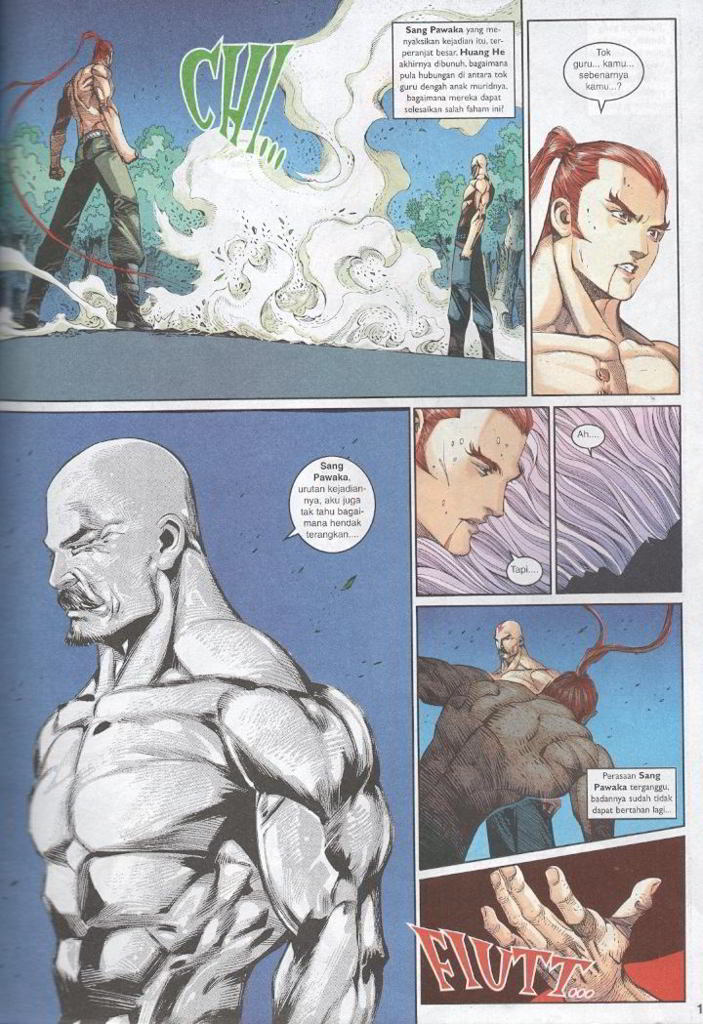 CHI...
Sang Pawaka yang me-
nyaksikan kejadian itu, ter-
peranjat besar. Huang He
akhirnya dibunuh, bagaimana
pula hubungan di antara tok
guru dengan anak muridnya,
bagaimana mereka dapat
selesaikan salah faham ini?
Tok
guru... kamu...
sebenarnya
kamu...?
Sang
Pawaka,
urutan kejadian-
nya, aku juga
tak tahu bagai-
mana hendak
terangkan....
Tapi....
Ah....
Perasaan Sang
Pawaka terganggu,
badannya sudah tidak
dapat bertahan lagi...
FIUTT...
1